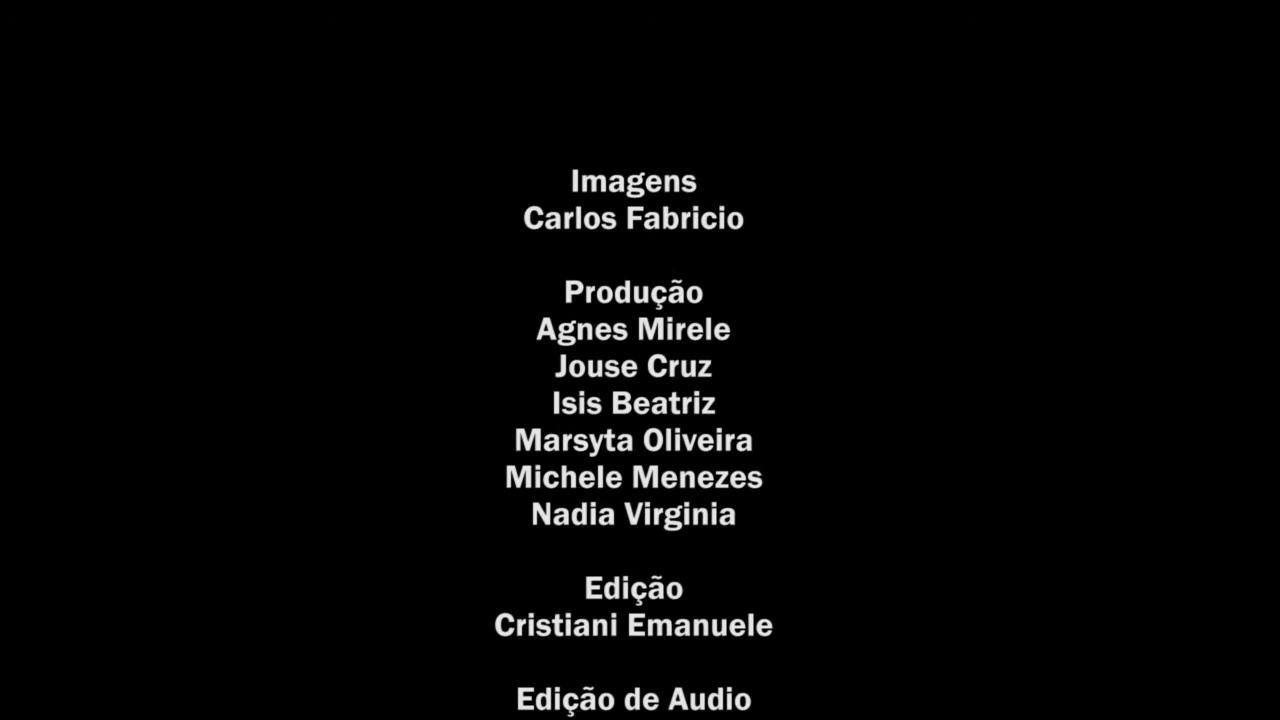 Imagens
Carlos Fabricio
Produção
Agnes Mirele
Jouse Cruz
Isis Beatriz
Marsyta Oliveira
Michele Menezes
Nadia Virginia
Edição
Cristiani Emanuele
Edição de Audio